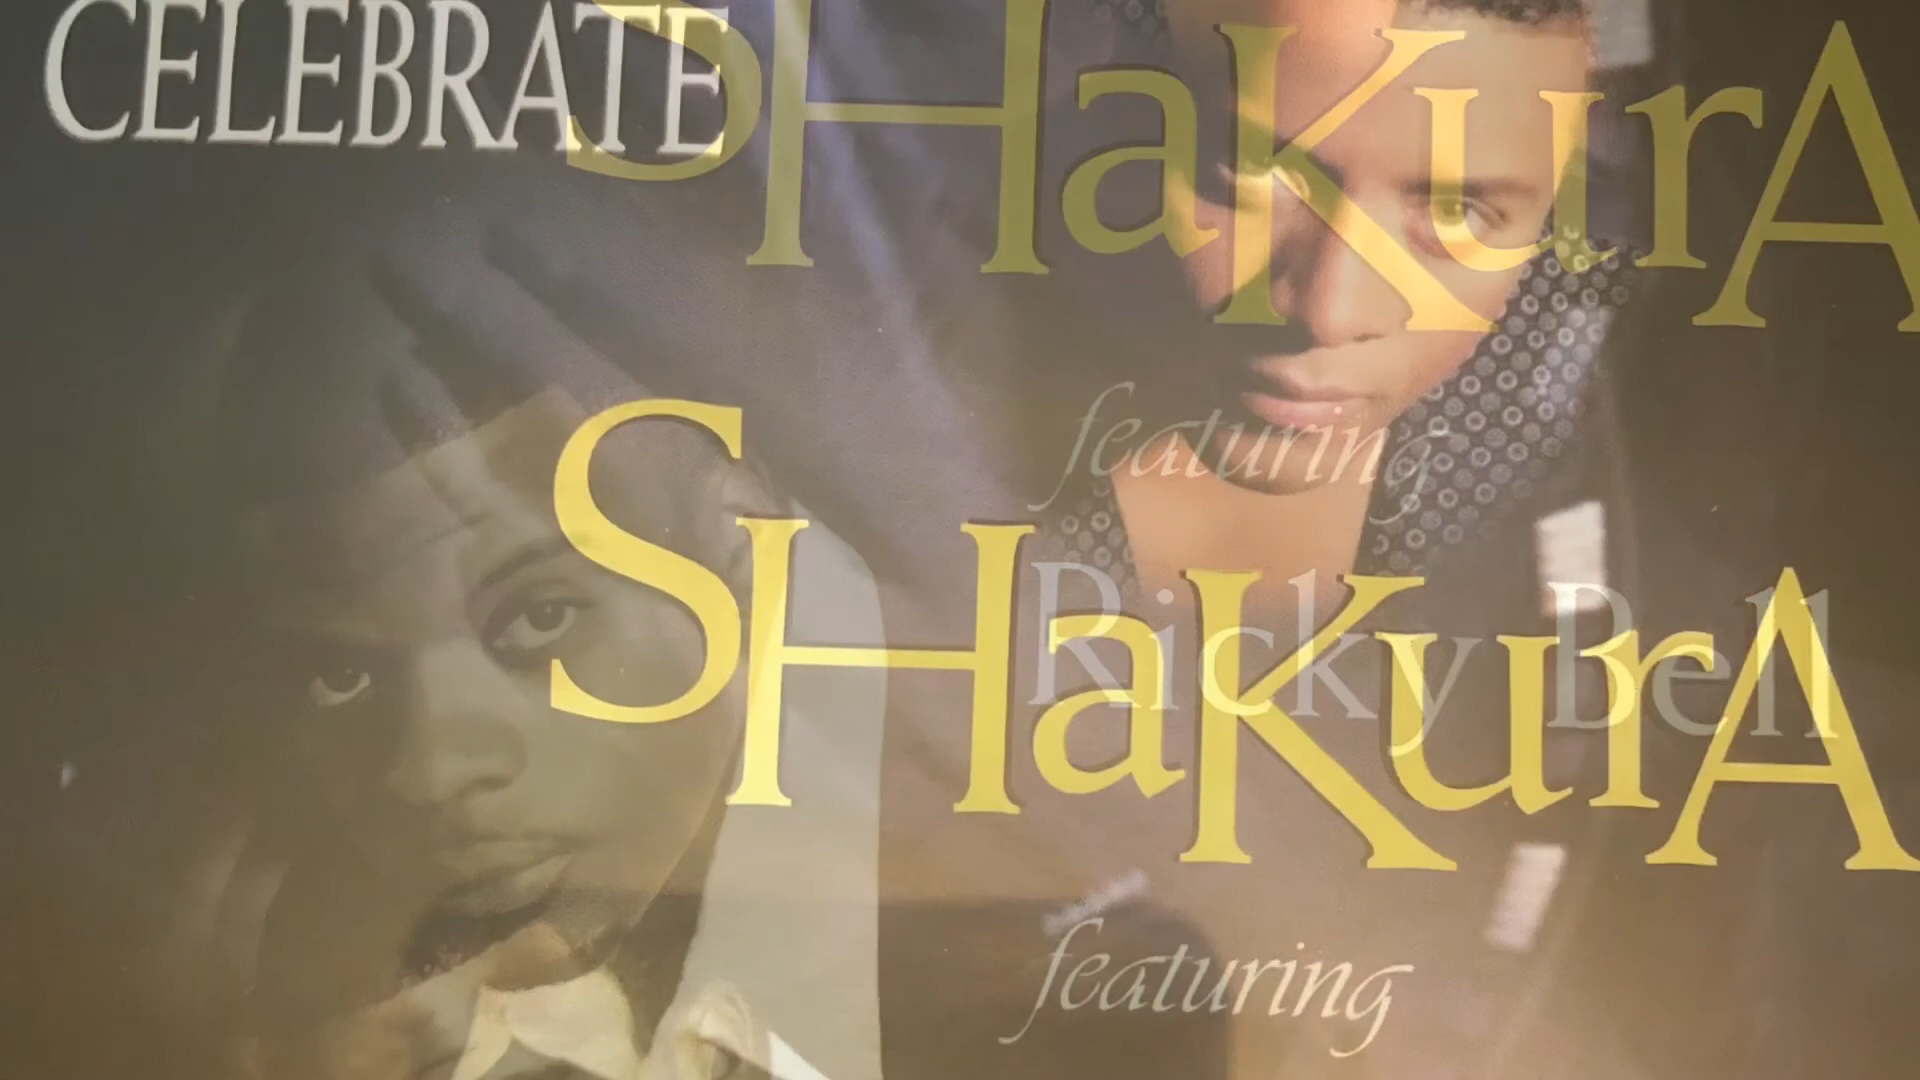 CELEBRATE
SHaKurA
featuring
Ricky Bell
SHaKurA
featuring